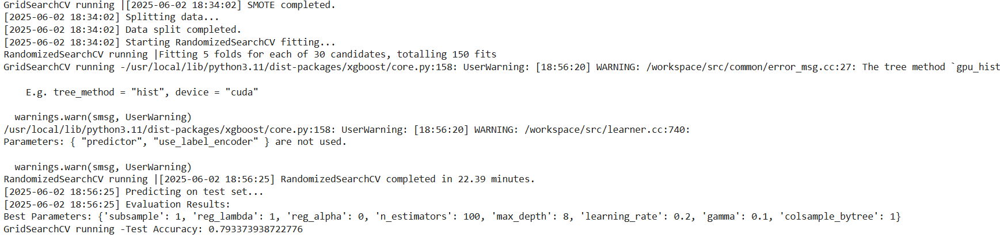 GridSearchCV running |[2025-06-02 18:34:02] SMOTE completed.
[2025-06-02 18:34:02] Splitting data...
[2025-06-02 18:34:02] Data split completed.
[2025-06-02 18:34:02] Starting RandomizedSearchCV fitting...
RandomizedSearchCV running |Fitting 5 folds for each of 30 candidates, totalling 150 fits
GridSearchCV running -/usr/local/lib/python3.11/dist-packages/xgboost/core.py:158: UserWarning: [18:56:20] WARNING: /workspace/src/common/error_msg.cc:27: The tree method `gpu_hist
E.g. tree_method = "hist", device = "cuda"
warnings.warn(smsg, UserWarning)
/usr/local/lib/python3.11/dist-packages/xgboost/core.py:158: UserWarning: [18:56:20] WARNING: /workspace/src/learner.cc:740:
Parameters: { "predictor", "use_label_encoder" } are not used.
warnings.warn(smsg, UserWarning)
RandomizedSearchCV running |[2025-06-02 18:56:25] RandomizedSearchCV completed in 22.39 minutes.
[2025-06-02 18:56:25] Predicting on test set...
[2025-06-02 18:56:25] Evaluation Results:
Best Parameters: {'subsample': 1, 'reg_lambda': 1, 'reg_alpha': 0, 'n_estimators': 100, 'max_depth': 8, 'learning_rate': 0.2, 'gamma': 0.1, 'colsample_bytree': 1}
GridSearchCV running -Test Accuracy: 0.793373938722776